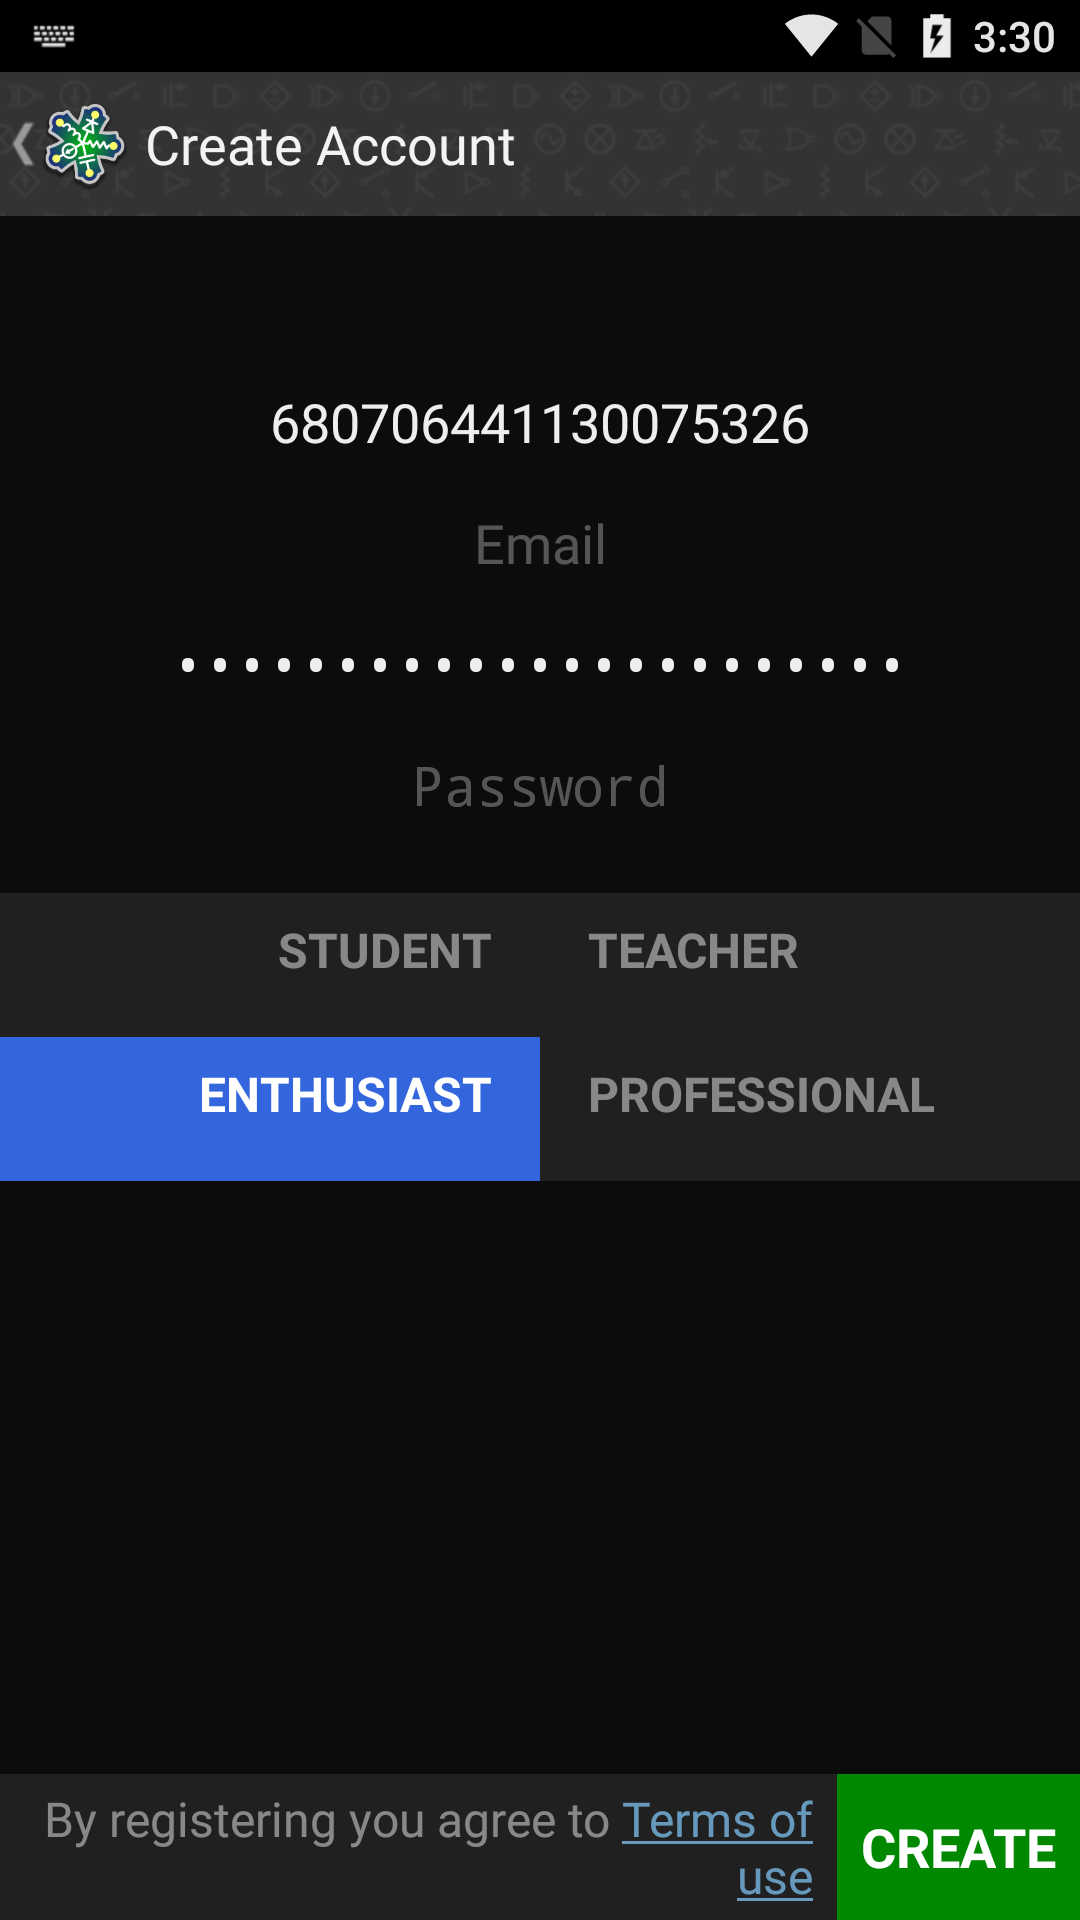 3:30
Create Account
680706441130075326
Email
•••••••••••••••••••••••
Password
STUDENT TEACHER
ENTHUSIAST PROFESSIONAL
By registering you agree to Terms of
use
CREATE